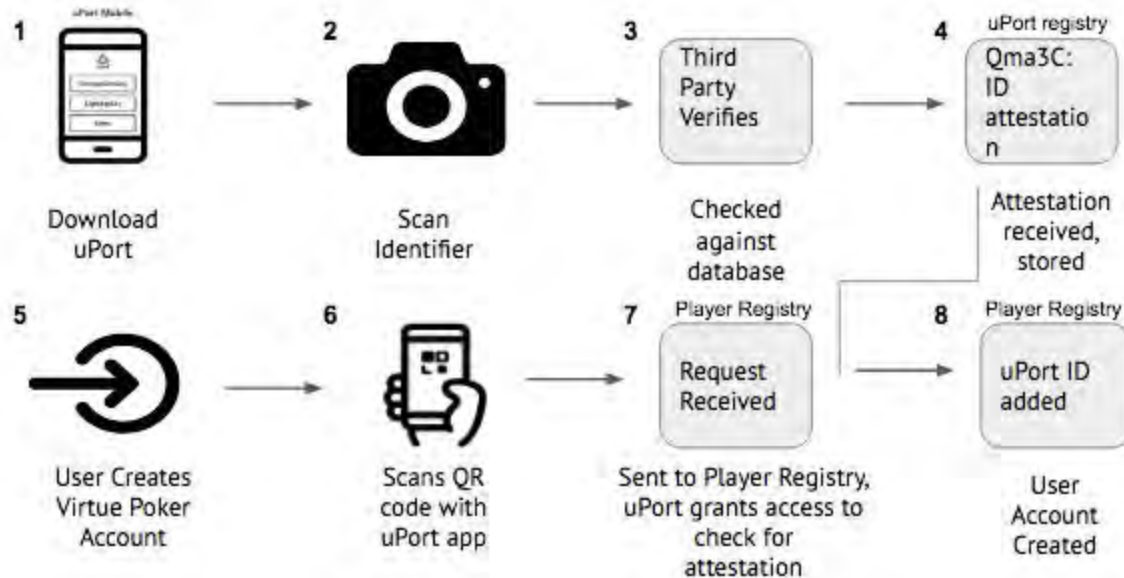 uPort Mobile
1
Download
uPort
2
Scan
Identifier
3
Third
Party
Verifies
Checked
against
database
4
uPort registry
Qma3C:
ID
attestatio
n
Attestation
received,
stored
5
User Creates
Virtue Poker
Account
6
Scans QR
code with
uPort app
7
Player Registry
Request
Received
Sent to Player Registry,
uPort grants access to
check for
attestation
8
Player Registry
uPort ID
added
User
Account
Created